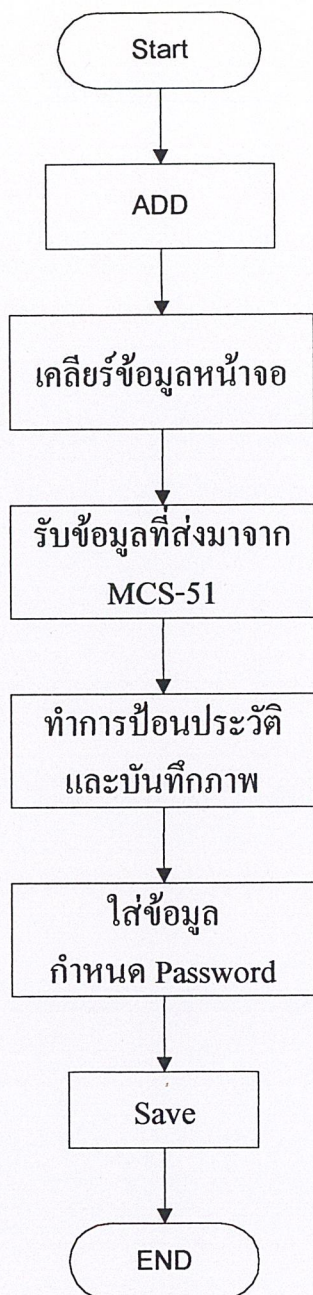 Start
ADD
เคลียร์ข้อมูลหน้าจอ
รับข้อมูลที่ส่งมาจาก
MCS-51
ทำการป้อนประวัติ
และบันทึกภาพ
ใส่ข้อมูล
กำหนด Password
Save
END